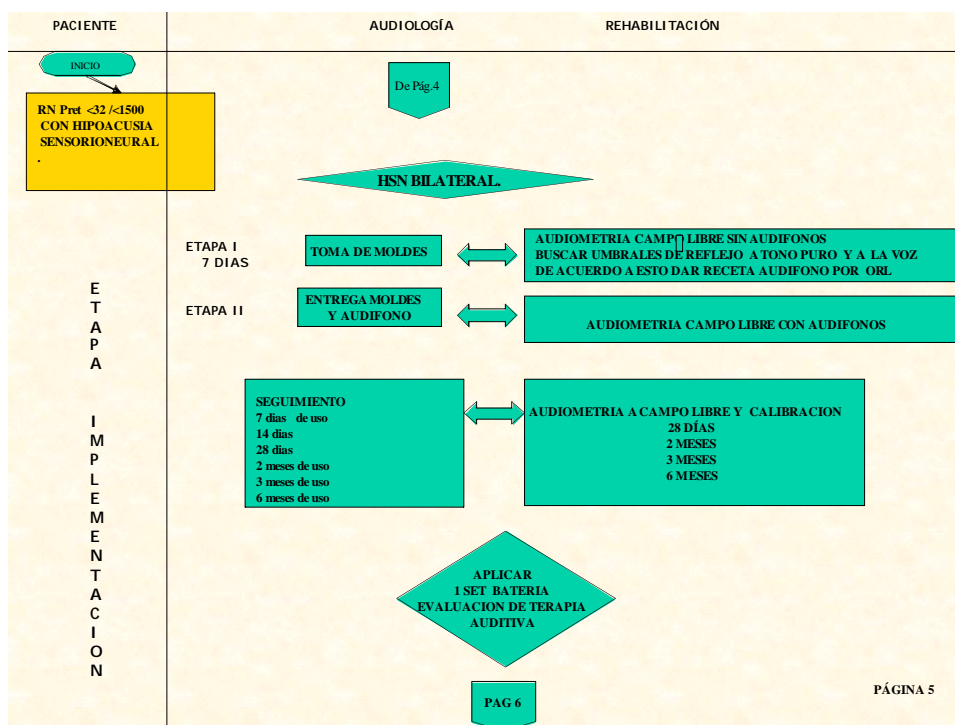 PACIENTE
AUDIOLOGÍA
REHABILITACIÓN
INICIO
De Pág.4
RN Pret <32 /<1500
CON HIPOACUSIA
SENSORIONEURAL
.
HSN BILATERAL.
ETAPA I
7 DIAS
TOMA DE MOLDES
AUDIOMETRIA CAMPO LIBRE SIN AUDIFONOS
BUSCAR UMBRALES DE REFLEJO A TONO PURO Y A LA VOZ
DE ACUERDO A ESTO DAR RECETA AUDIFONO POR ORL
ETAPA II
ENTREGA MOLDES
Y AUDIFONO
AUDIOMETRIA CAMPO LIBRE CON AUDIFONOS
ETAPA IMPLEMENTACION
SEGUIMIENTO
7 dias de uso
14 dias
28 dias
2 meses de uso
3 meses de uso
6 meses de uso
AUDIOMETRIA A CAMPO LIBRE Y CALIBRACION
28 DÍAS
2 MESES
3 MESES
6 MESES
APLICAR
1 SET BATERIA
EVALUACION DE TERAPIA
AUDITIVA
PAG 6
PÁGINA 5